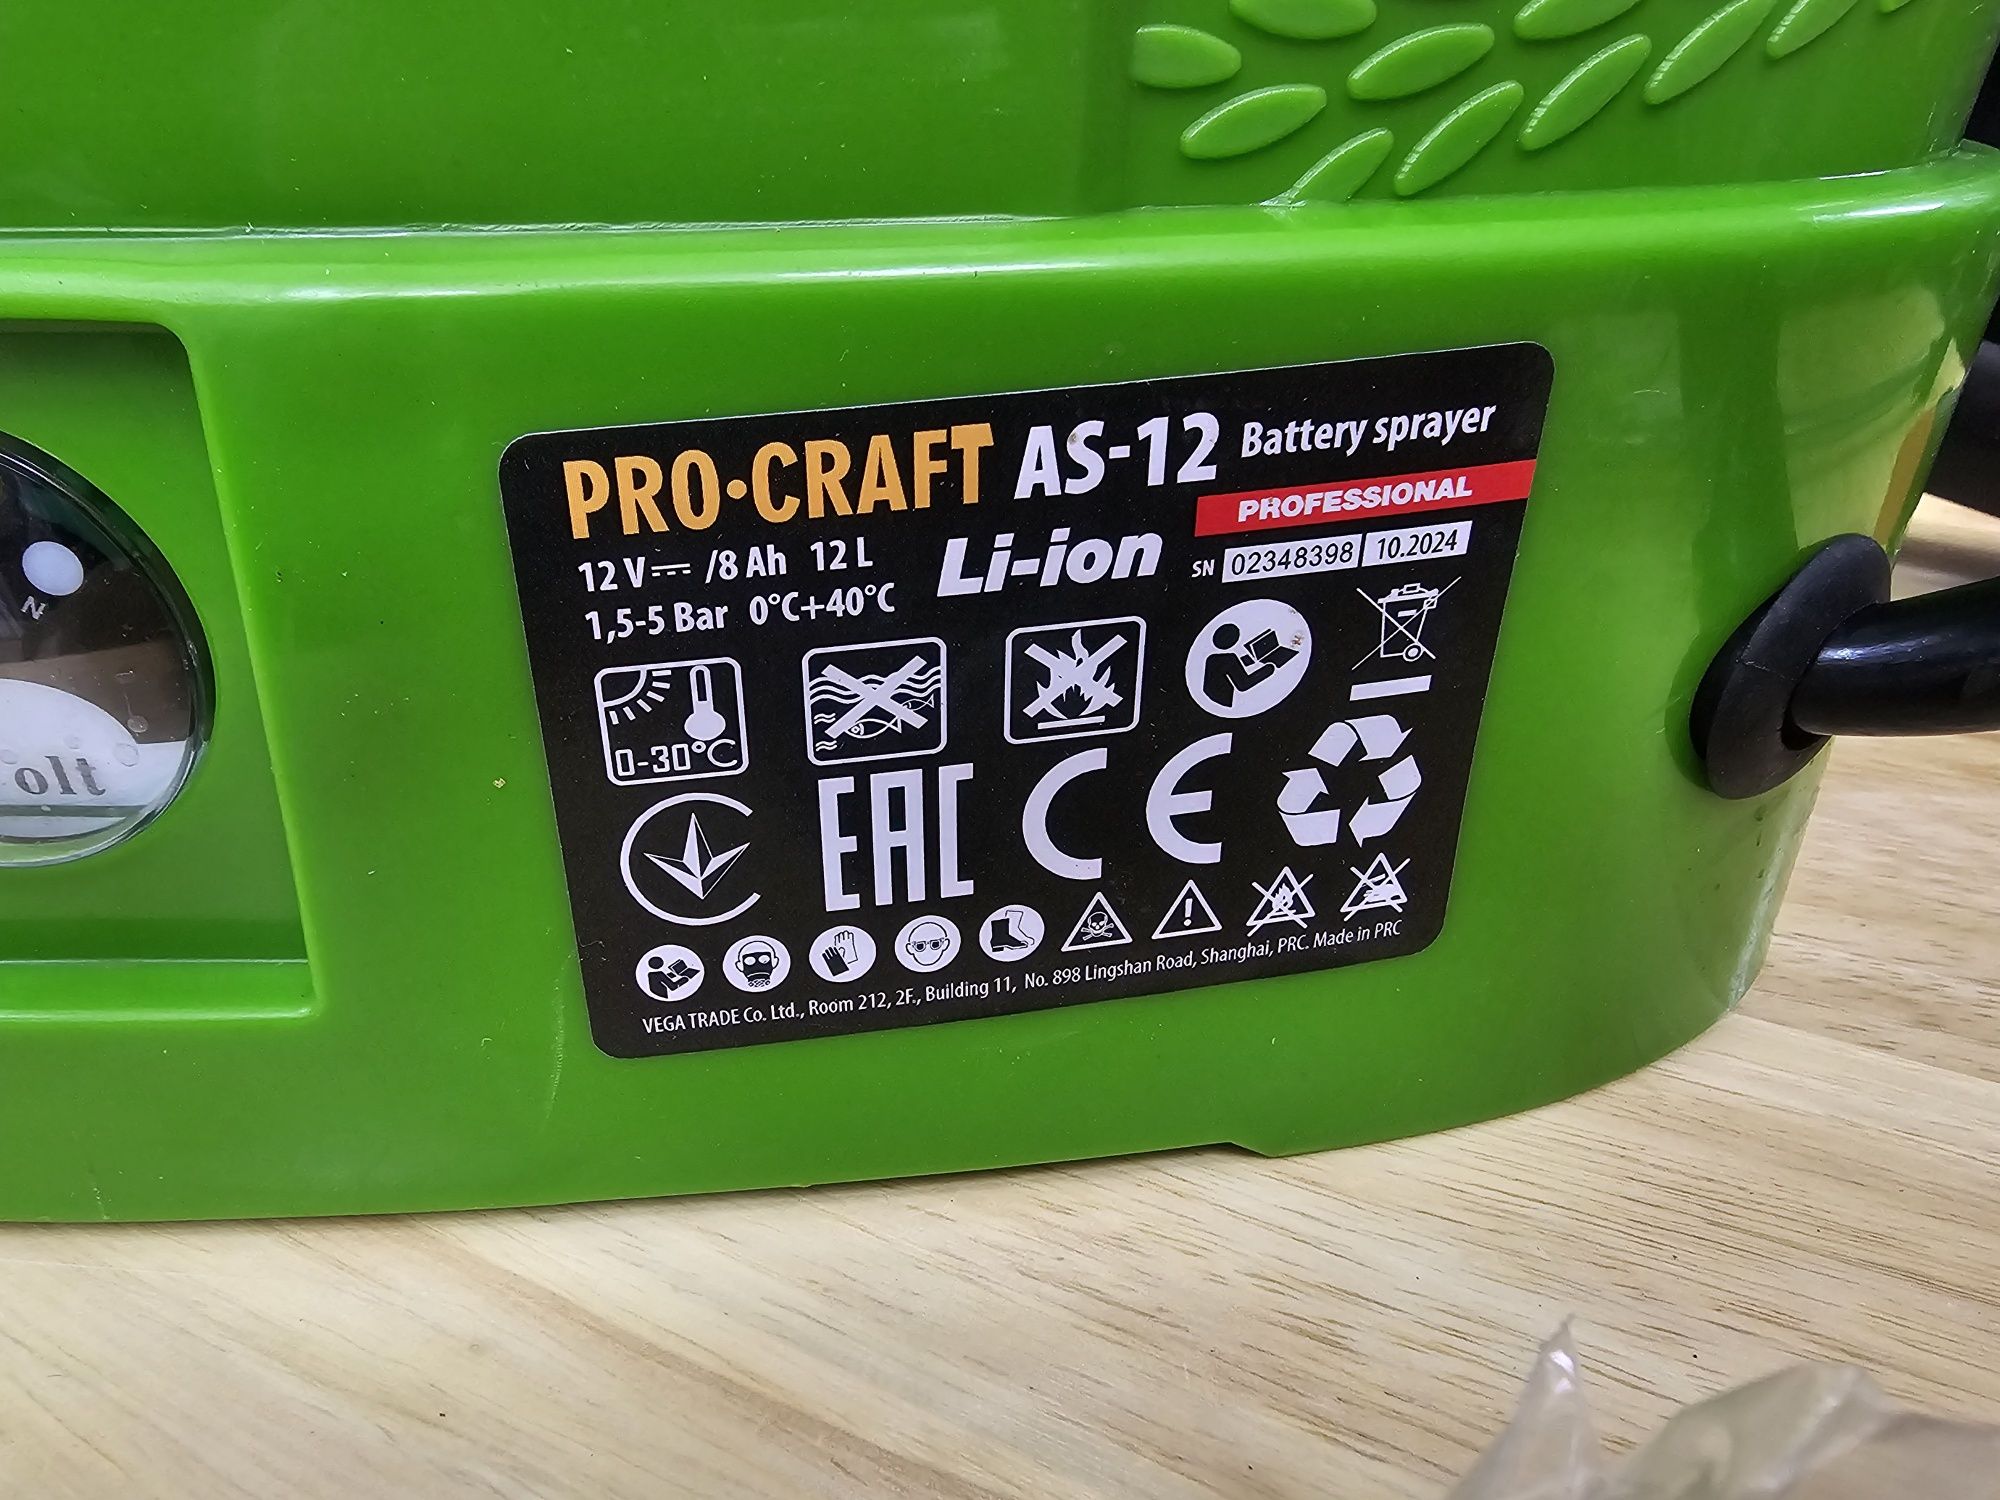 PRO·CRAFT AS-12 Battery sprayer
PROFESSIONAL
12 V⎓ /8 Ah 12 L Li-ion SN 02348398 10.2024
1,5-5 Bar 0°C+40°C
0-30°C
EAC CE
VEGA TRADE Co. Ltd., Room 212, 2F., Building 11, No. 898 Lingshan Road, Shanghai, PRC. Made in PRC
N
olt